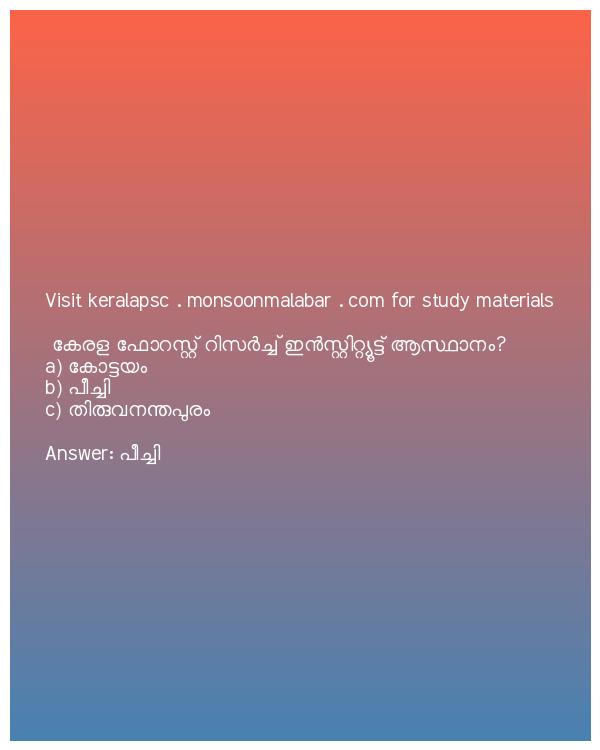 Visit keralapsc . monsoonmalabar . com for study materials
കേരള ഫോറസ്റ്റ് റിസർച്ച് ഇൻസ്റ്റിറ്റ്യൂട്ട് ആസ്ഥാനം?
a) കോട്ടയം
b) പീച്ചി
c) തിരുവനന്തപുരം
Answer: പീച്ചി